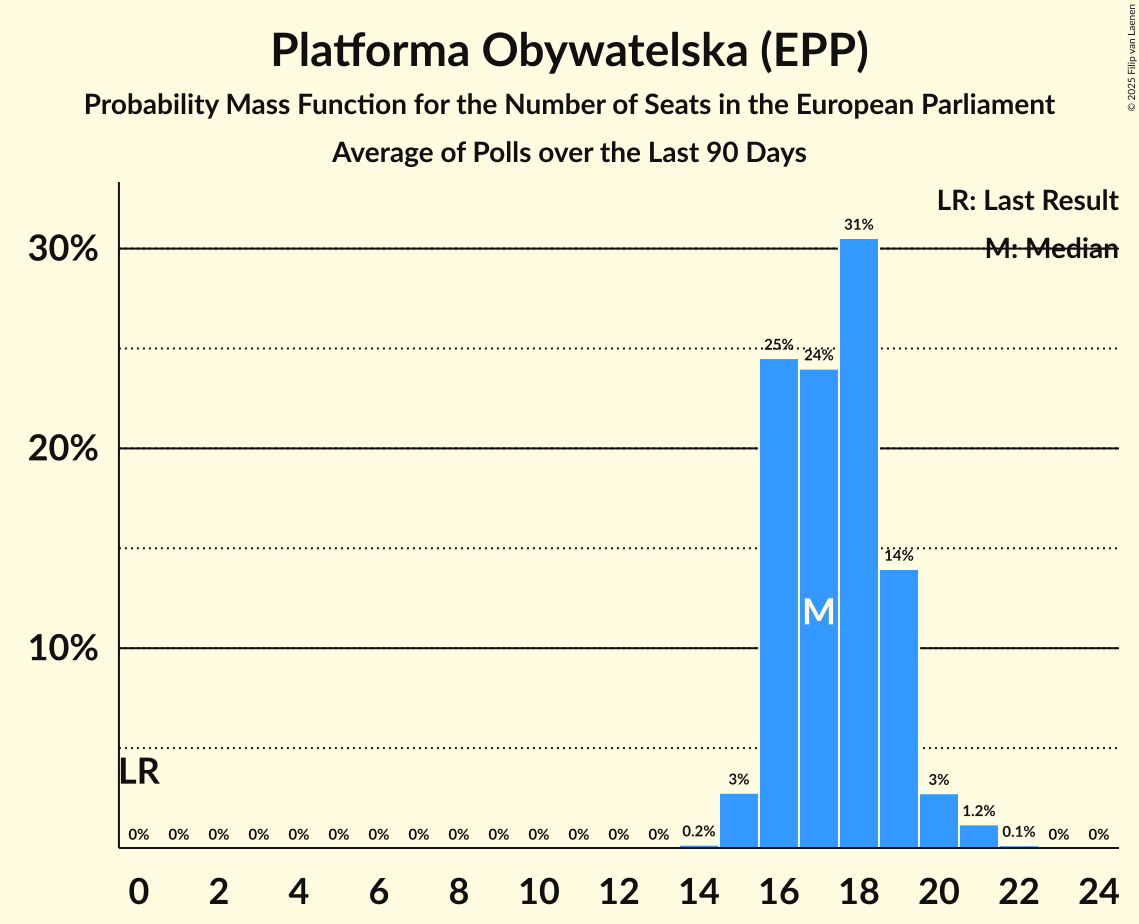 Platforma Obywatelska (EPP)
Probability Mass Function for the Number of Seats in the European Parliament
Average of Polls over the Last 90 Days
© 2025 Filip van Laenen
LR: Last Result
M: Median
30%
20%
10%
31%
25%
24%
14%
M
LR
0% 0% 0% 0% 0% 0% 0% 0% 0% 0% 0% 0% 0% 0% 0.2% 3% 3% 1.2% 0.1% 0% 0%
0 2 4 6 8 10 12 14 16 18 20 22 24